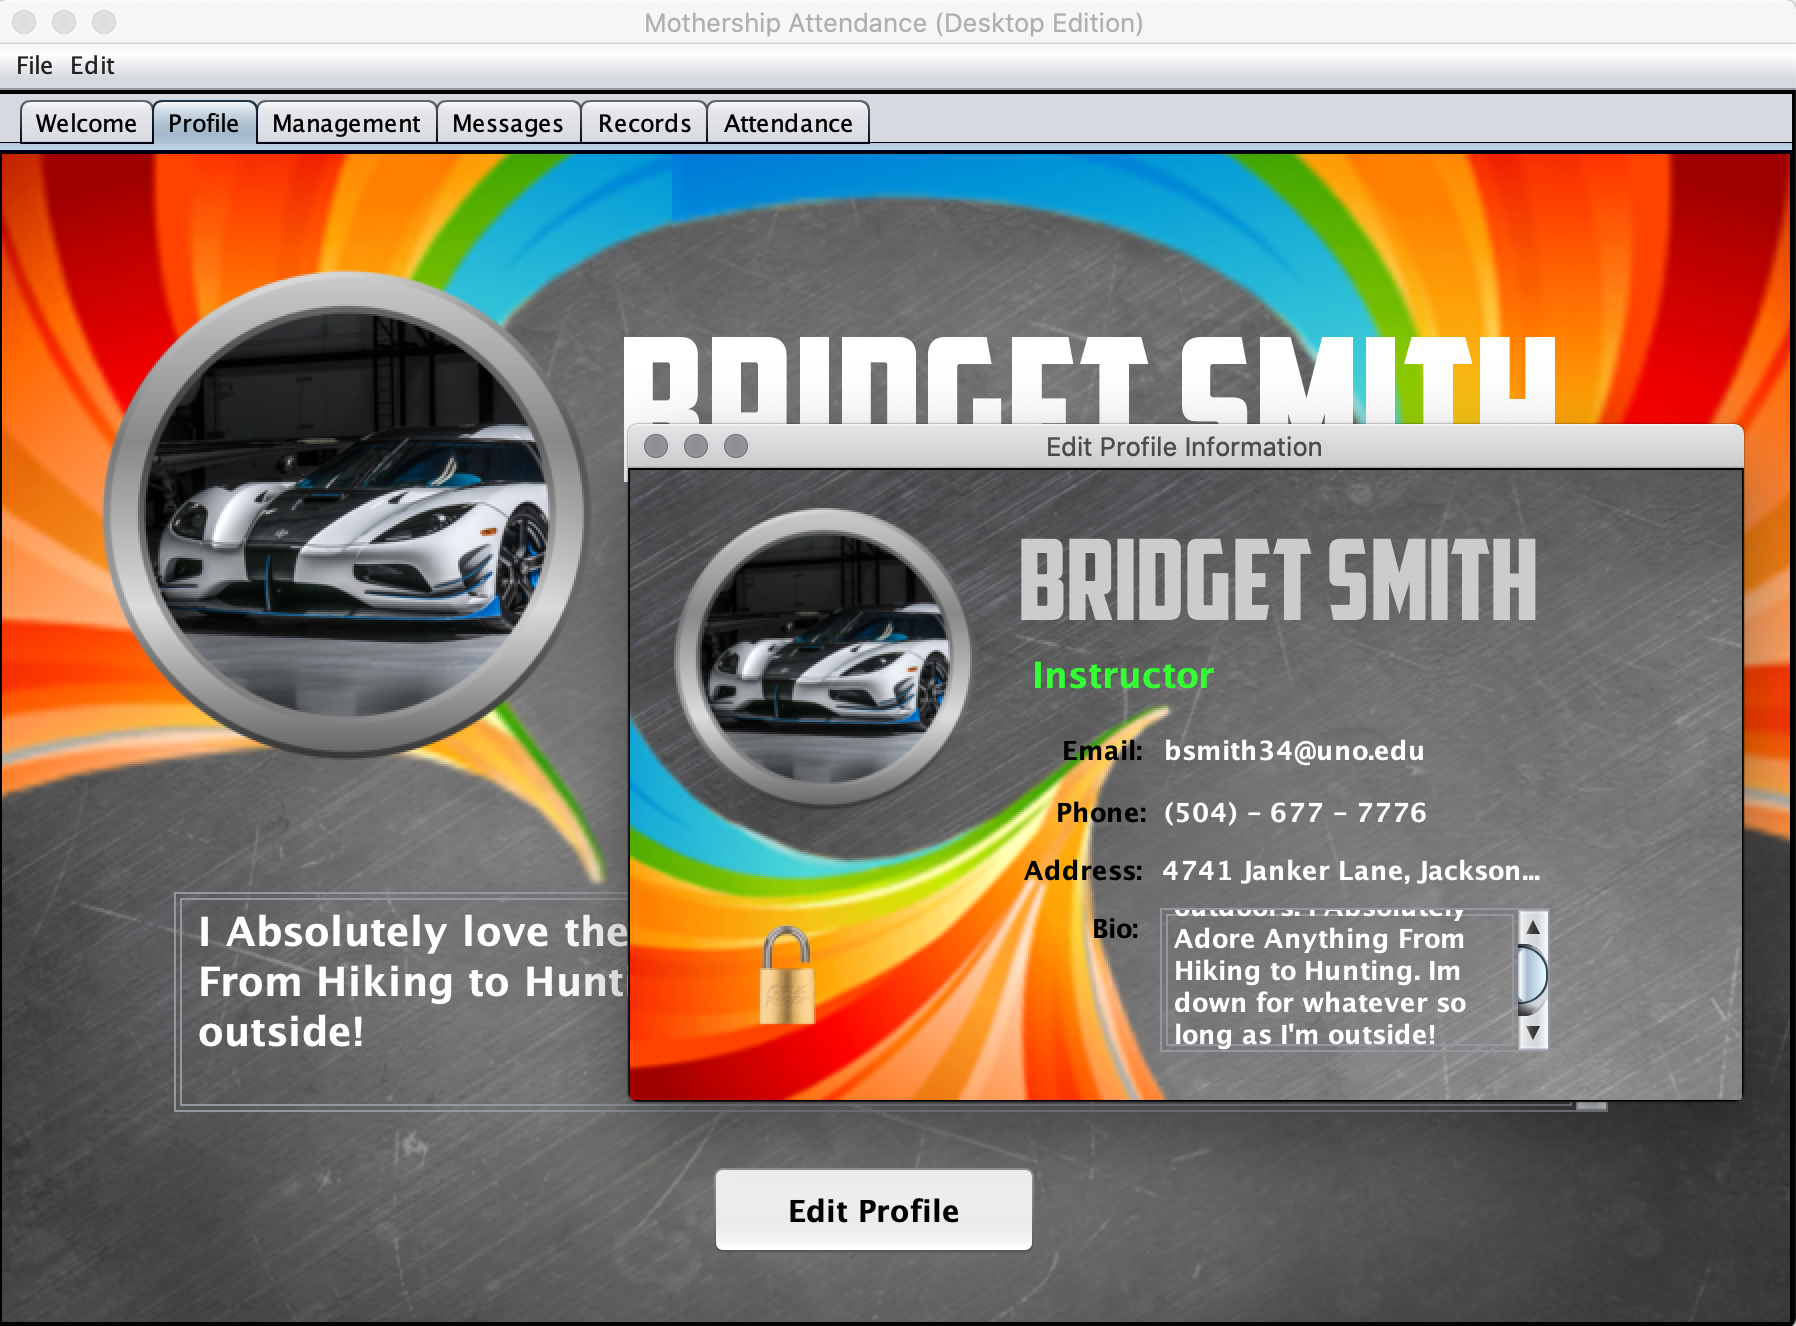 Mothership Attendance (Desktop Edition)
File Edit
Welcome Profile Management Messages Records Attendance
BRIDGET SMITH
Edit Profile Information
BRIDGET SMITH
Instructor
Email: bsmith34@uno.edu
Phone: (504) - 677 - 7776
Address: 4741 Janker Lane, Jackson...
Bio:
outdoors. I Absolutely
Adore Anything From
Hiking to Hunting. Im
down for whatever so
long as I'm outside!
I Absolutely love the
From Hiking to Hunt
outside!
Edit Profile